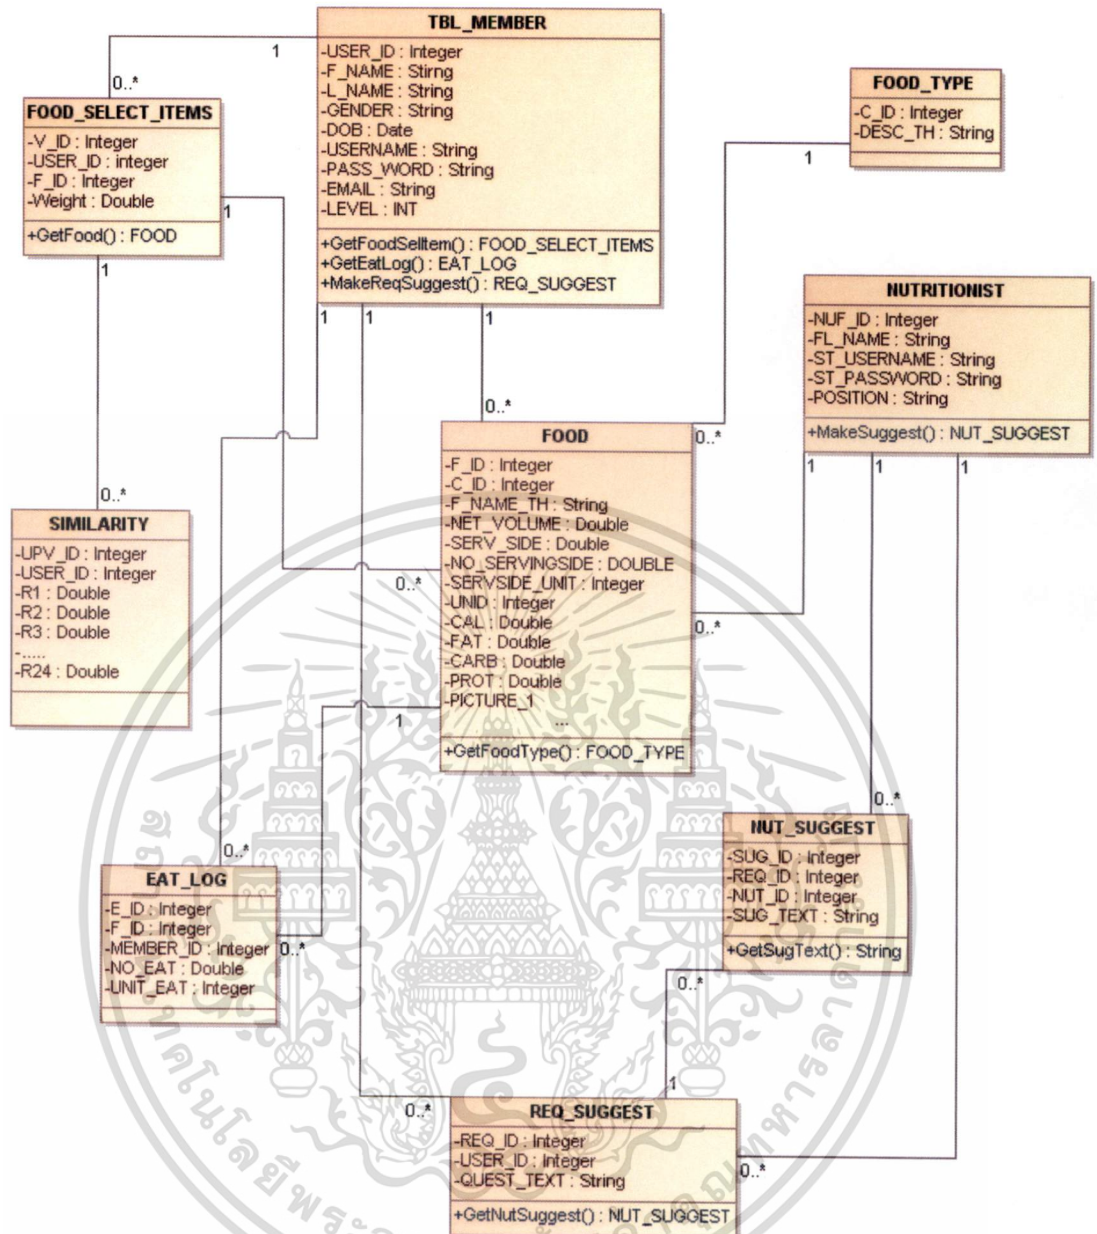 TBL_MEMBER
-USER_ID : Integer
-F_NAME : Stirng
-L_NAME : String
-GENDER : String
-DOB : Date
-USERNAME : String
-PASS_WORD : String
-EMAIL : String
-LEVEL : INT
+GetFoodSelItem() : FOOD_SELECT_ITEMS
+GetEatLog() : EAT_LOG
+MakeReqSuggest() : REQ_SUGGEST
1
0..*
FOOD_SELECT_ITEMS
-V_ID : Integer
-USER_ID : integer
-F_ID : Integer
-Weight : Double
+GetFood() : FOOD
1
1
FOOD_TYPE
-C_ID : Integer
-DESC_TH : String
1
1
1
1
NUTRITIONIST
-NUF_ID : Integer
-FL_NAME : String
-ST_USERNAME : String
-ST_PASSWORD : String
-POSITION : String
+MakeSuggest() : NUT_SUGGEST
1
1
1
0..*
0..*
FOOD
-F_ID : Integer
-C_ID : Integer
-F_NAME_TH : String
-NET_VOLUME : Double
-SERV_SIDE : Double
-NO_SERVINGSIDE : DOUBLE
-SERVSIDE_UNIT : Integer
-UNID : Integer
-CAL : Double
-FAT : Double
-CARB : Double
-PROT : Double
-PICTURE_1
...
+GetFoodType() : FOOD_TYPE
0..*
0..*
1
0..*
SIMILARITY
-UPV_ID : Integer
-USER_ID : Integer
-R1 : Double
-R2 : Double
-R3 : Double
-.....
-R24 : Double
0..*
EAT_LOG
-E_ID : Integer
-F_ID : Integer
-MEMBER_ID : Integer
-NO_EAT : Double
-UNIT_EAT : Integer
0..*
0..*
NUT_SUGGEST
-SUG_ID : Integer
-REQ_ID : Integer
-NUT_ID : Integer
-SUG_TEXT : String
+GetSugText() : String
0..*
1
0..*
REQ_SUGGEST
-REQ_ID : Integer
-USER_ID : Integer
-QUEST_TEXT : String
+GetNutSuggest() : NUT_SUGGEST
0..*